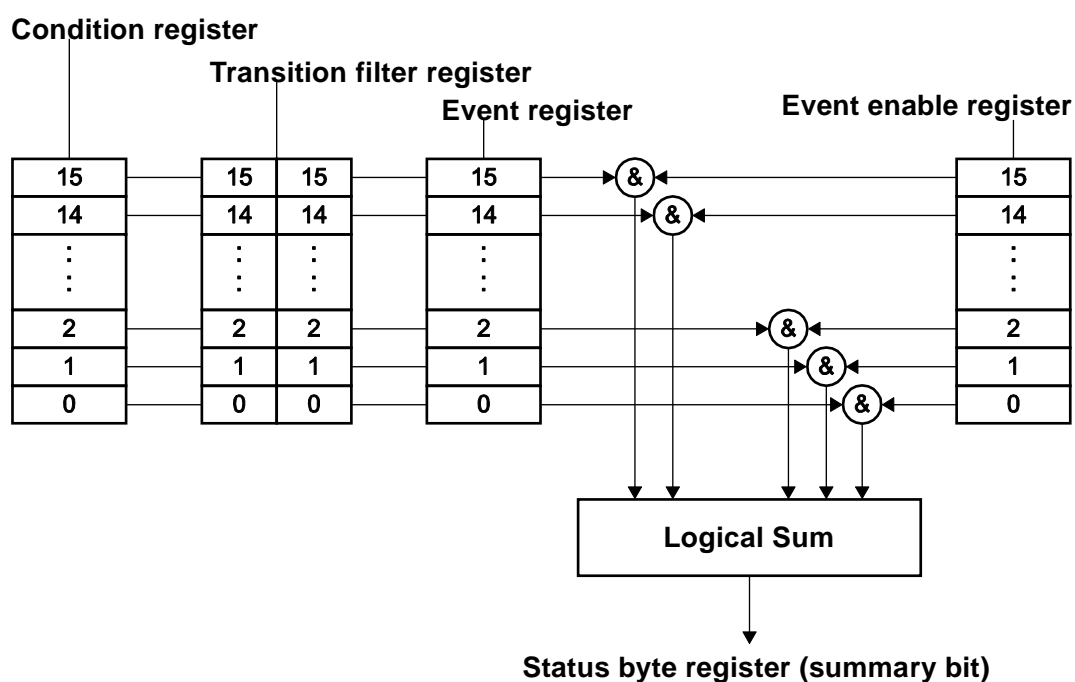 Condition register
Transition filter register
Event register
Event enable register
15 15 15 15 & 15
14 14 14 14 & 14
2 2 2 2 & 2
1 1 1 1 & 1
0 0 0 0 & 0
Logical Sum
Status byte register (summary bit)